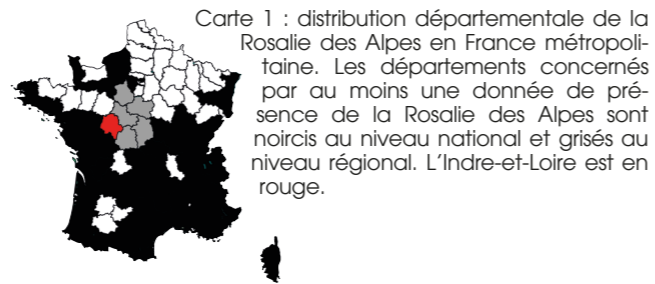 Carte 1 : distribution départementale de la
Rosalie des Alpes en France métropoli-
taine. Les départements concernés
par au moins une donnée de pré-
sence de la Rosalie des Alpes sont
noircis au niveau national et grisés au
niveau régional. L'Indre-et-Loire est en
rouge.